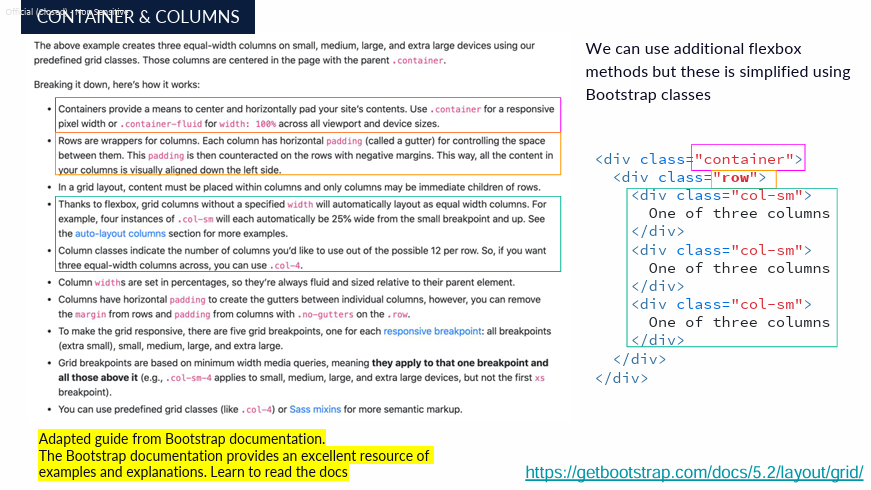 Official (Closed) - Non Sensitive
CONTAINER & COLUMNS
The above example creates three equal-width columns on small, medium, large, and extra large devices using our
predefined grid classes. Those columns are centered in the page with the parent .container.
Breaking it down, here's how it works:
• Containers provide a means to center and horizontally pad your site's contents. Use .container for a responsive
pixel width or .container-fluid for width: 100% across all viewport and device sizes.
• Rows are wrappers for columns. Each column has horizontal padding (called a gutter) for controlling the space
between them. This padding is then counteracted on the rows with negative margins. This way, all the content in
your columns is visually aligned down the left side.
• In a grid layout, content must be placed within columns and only columns may be immediate children of rows.
• Thanks to flexbox, grid columns without a specified width will automatically layout as equal width columns. For
example, four instances of .col-sm will each automatically be 25% wide from the small breakpoint and up. See
the auto-layout columns section for more examples.
• Column classes indicate the number of columns you'd like to use out of the possible 12 per row. So, if you want
three equal-width columns across, you can use .col-4.
• Column widths are set in percentages, so they're always fluid and sized relative to their parent element.
• Columns have horizontal padding to create the gutters between individual columns, however, you can remove
the margin from rows and padding from columns with .no-gutters on the .row.
• To make the grid responsive, there are five grid breakpoints, one for each responsive breakpoint: all breakpoints
(extra small), small, medium, large, and extra large.
• Grid breakpoints are based on minimum width media queries, meaning they apply to that one breakpoint and
all those above it (e.g., .col-sm-4 applies to small, medium, large, and extra large devices, but not the first xs
breakpoint).
• You can use predefined grid classes (like .col-4) or Sass mixins for more semantic markup.
Adapted guide from Bootstrap documentation.
The Bootstrap documentation provides an excellent resource of
examples and explanations. Learn to read the docs
We can use additional flexbox
methods but these is simplified using
Bootstrap classes
<div class="container">
<div class="row">
<div class="col-sm">
One of three columns
</div>
<div class="col-sm">
One of three columns
</div>
<div class="col-sm">
One of three columns
</div>
</div>
</div>
https://getbootstrap.com/docs/5.2/layout/grid/